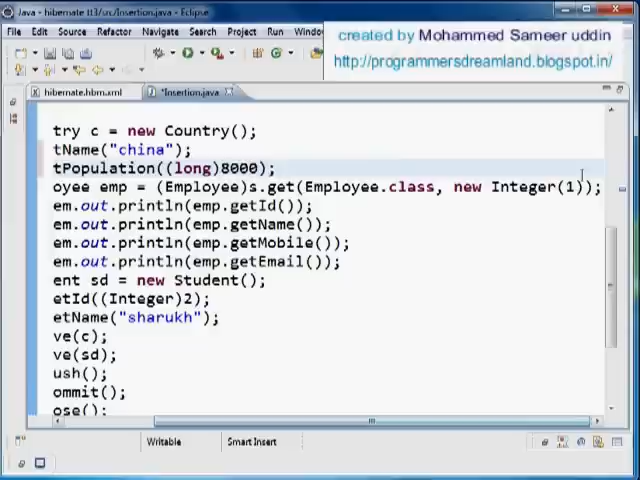 Java - hibernate tt3/ux/Insertion.java - Eclipse
File Edit Source Refactor Navigate Search Project Run Window
created by Mohammed Sameer uddin
http://programmersdreamland.blogspot.in/
hibernate.hbm.xml *Insertion.java
try c = new Country();
tName("china");
tPopulation((long)8000);
oyee emp = (Employee)s.get(Employee.class, new Integer(1));
em.out.println(emp.getId());
em.out.println(emp.getName());
em.out.println(emp.getMobile());
em.out.println(emp.getEmail());
ent sd = new Student();
etId((Integer)2);
etName("sharukh");
ve(c);
ve(sd);
ush();
ommit();
ose();
Writable Smart Insert